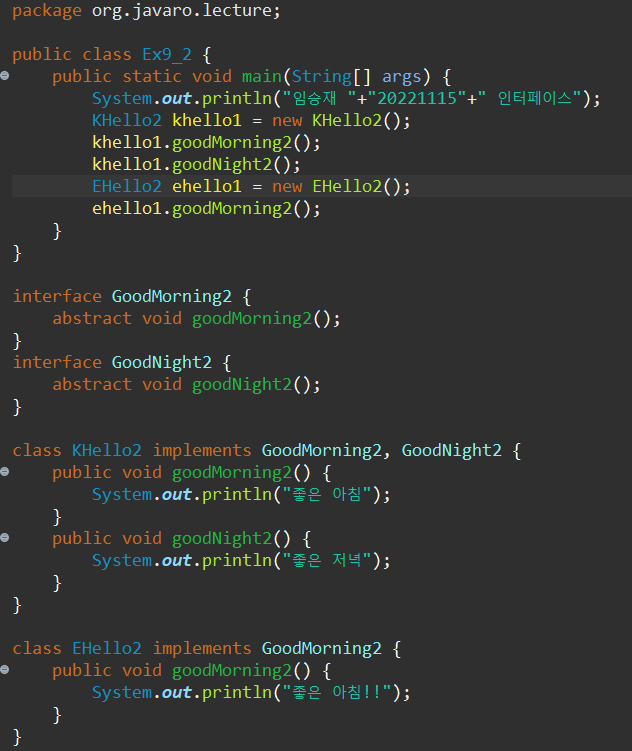 package org.javaro.lecture;
public class Ex9_2 {
public static void main(String[] args) {
System.out.println("임승재 "+"20221115"+" 인터페이스");
KHello2 khello1 = new KHello2();
khello1.goodMorning2();
khello1.goodNight2();
EHello2 ehello1 = new EHello2();
ehello1.goodMorning2();
}
}
interface GoodMorning2 {
abstract void goodMorning2();
}
interface GoodNight2 {
abstract void goodNight2();
}
class KHello2 implements GoodMorning2, GoodNight2 {
public void goodMorning2() {
System.out.println("좋은 아침");
}
public void goodNight2() {
System.out.println("좋은 저녁");
}
}
class EHello2 implements GoodMorning2 {
public void goodMorning2() {
System.out.println("좋은 아침!!");
}
}